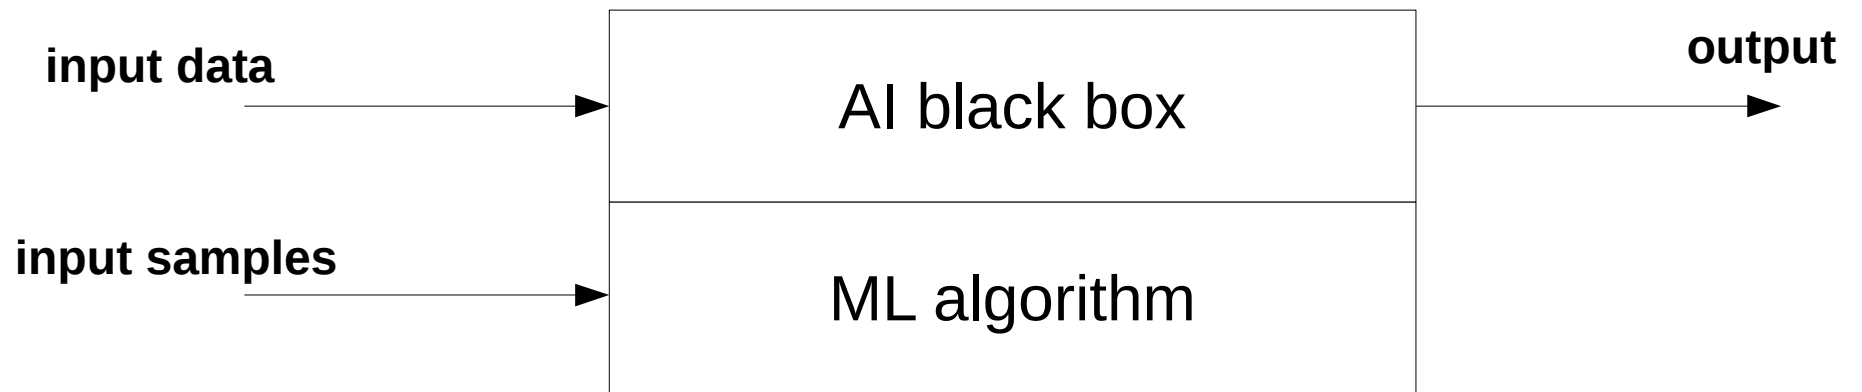 input data
AI black box
output
input samples
ML algorithm